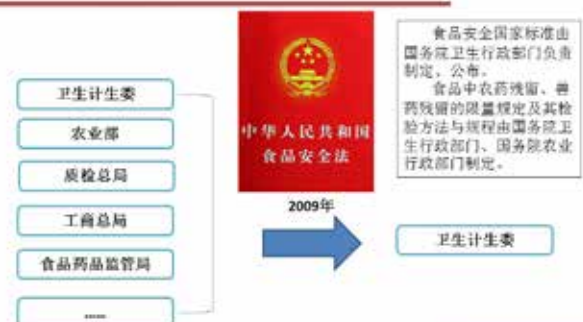 卫生计生委
农业部
质检总局
工商总局
食品药品监管局
......
中华人民共和国
食品安全法
2009年
食品安全国家标准由
国务院卫生行政部门负责
制定、公布。
食品中农药残留、兽
药残留的限量规定及其检
验方法与规程由国务院卫
生行政部门、国务院农业
行政部门制定。
卫生计生委